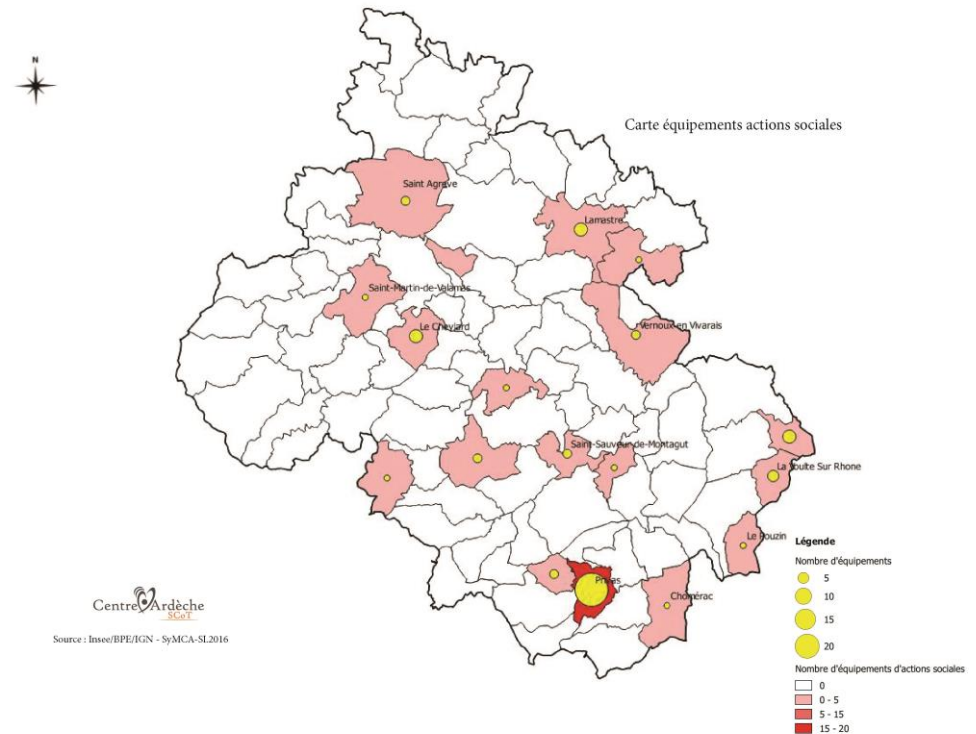 N
Carte équipements actions sociales
Saint Agrève
Lamastre
Saint-Martin-de-Valamas
Le Cheylard
Vernoux en Vivarais
Saint-Sauveur-de-Montagut
La Voulte Sur Rhone
Le Pouzin
Privas
Chomérac
Légende
Nombre d'équipements
5
10
15
20
Nombre d'équipements d'actions sociales
0
0 - 5
5 - 15
15 - 20
Centre Ardèche
SCoT
Source : Insee/BPE/IGN - SyMCA-SI.2016